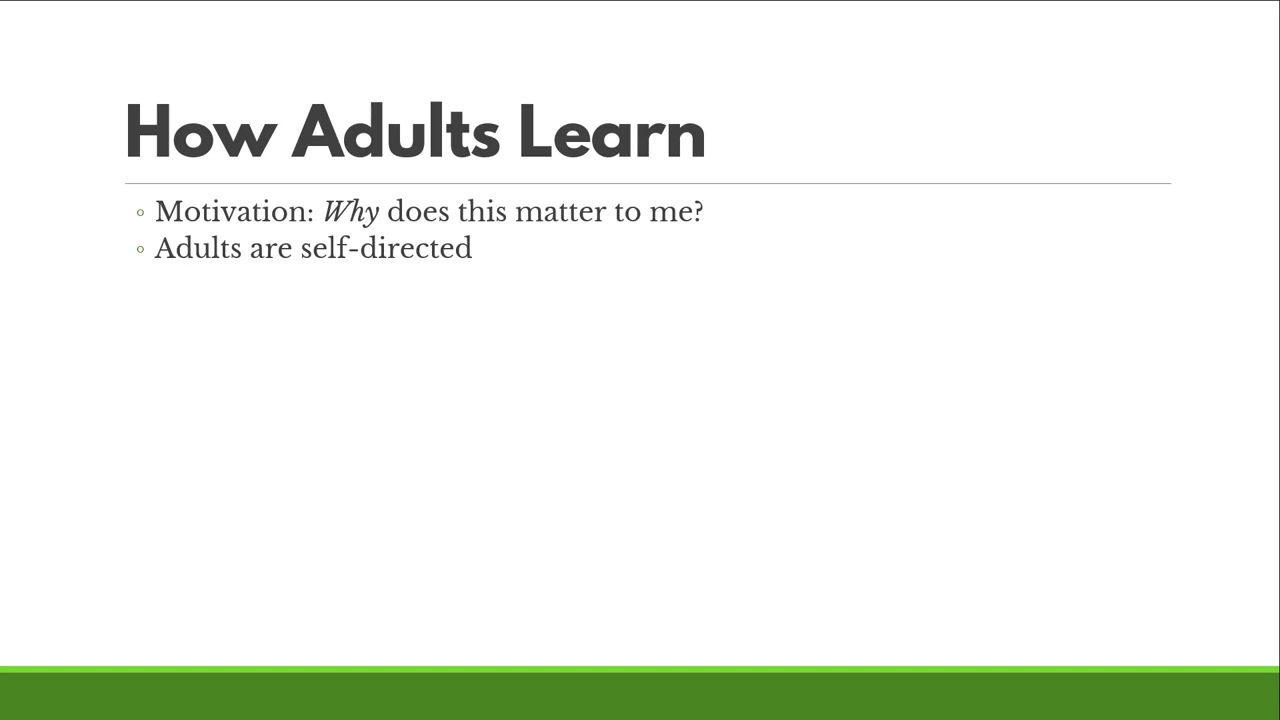 How Adults Learn
◦ Motivation: Why does this matter to me?
◦ Adults are self-directed